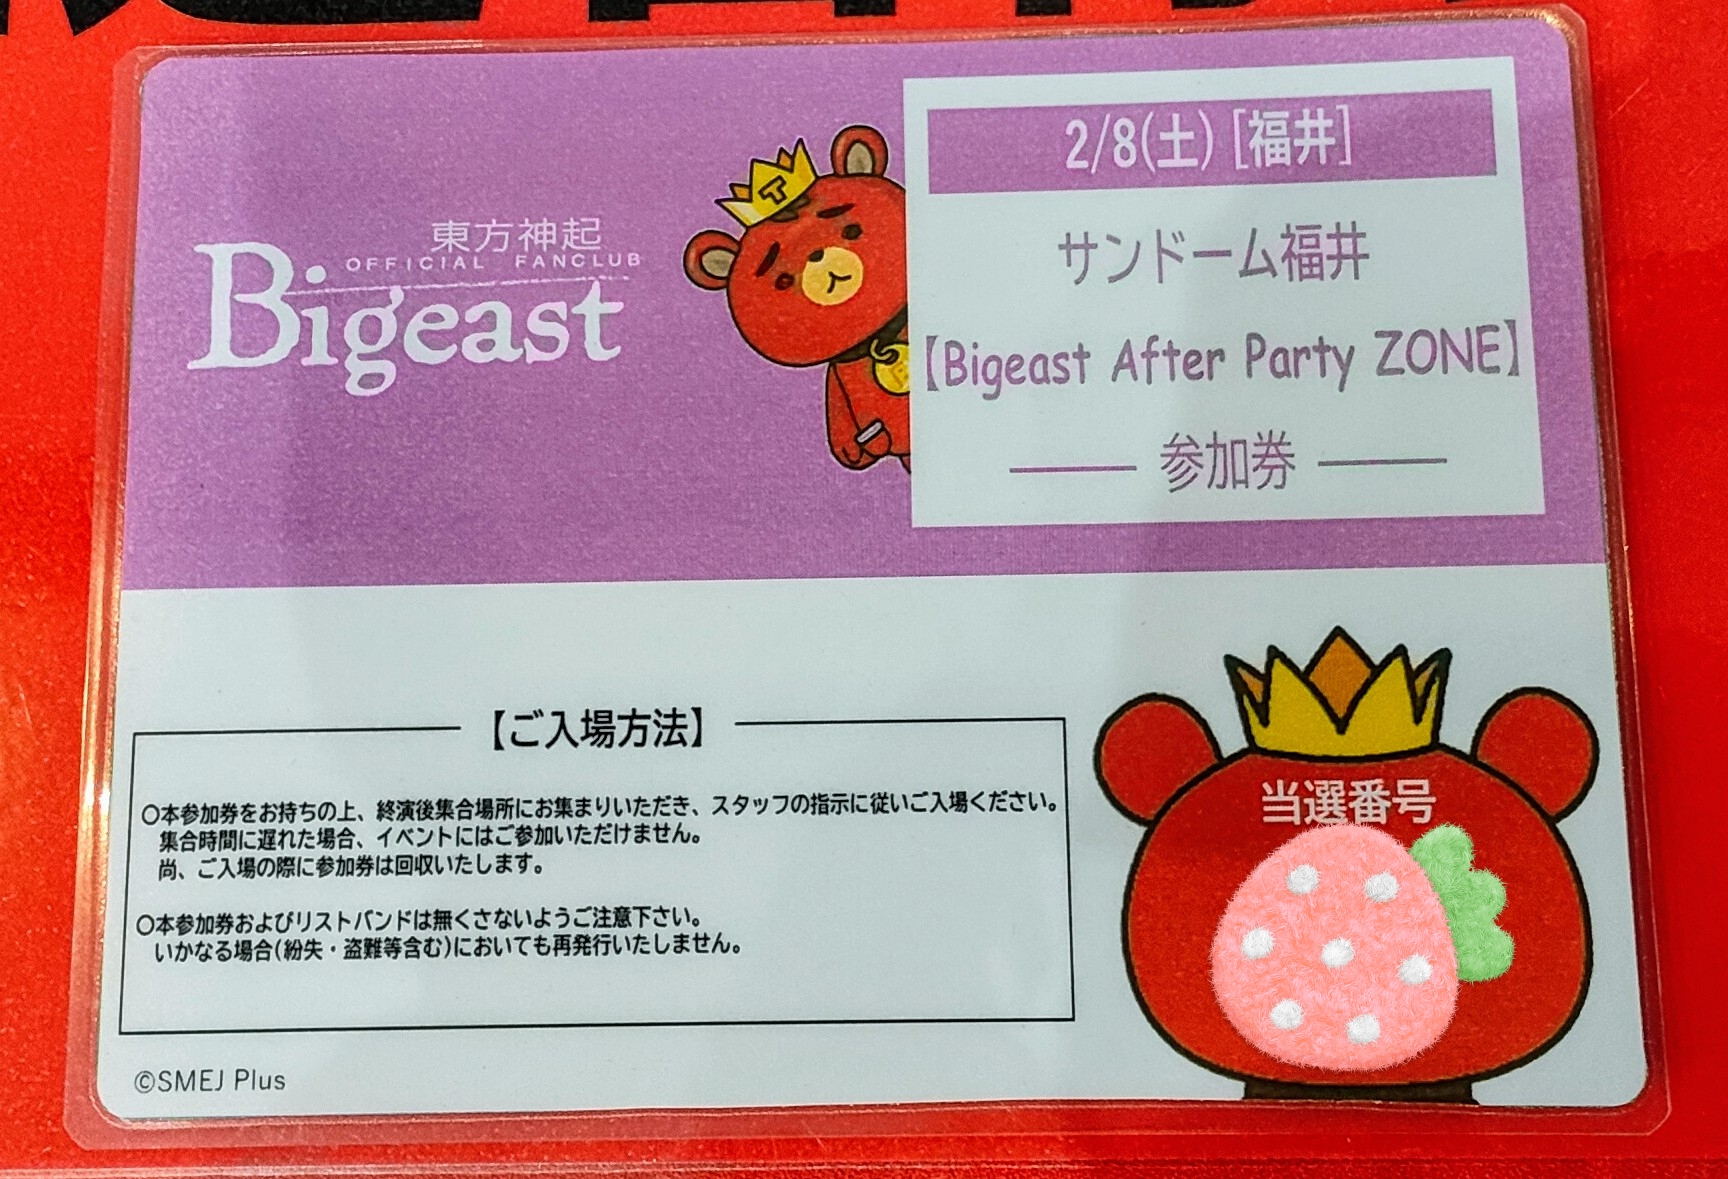 東方神起
OFFICIAL FANCLUB
Bigeast
T
2/8(土) [福井]
サンドーム福井
【Bigeast After Party ZONE】
参加券
【ご入場方法】
〇本参加券をお持ちの上、終演後集合場所にお集まりいただき、スタッフの指示に従いご入場ください。
集合時間に遅れた場合、イベントにはご参加いただけません。
尚、ご入場の際に参加券は回収いたします。
〇本参加券およびリストバンドは無くさないようご注意下さい。
いかなる場合(紛失・盗難等含む)においても再発行いたしません。
当選番号
©SMEJ Plus